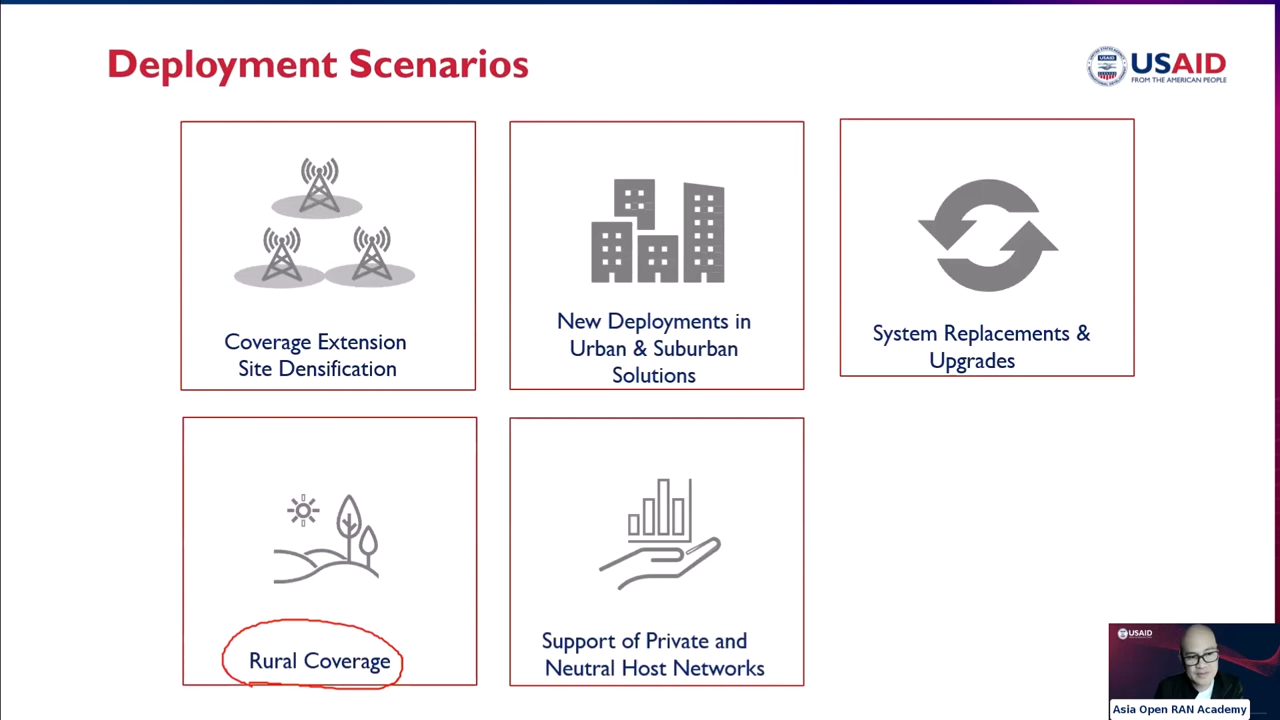 Deployment Scenarios
USAID
FROM THE AMERICAN PEOPLE
Coverage Extension
Site Densification
New Deployments in
Urban & Suburban
Solutions
System Replacements &
Upgrades
Rural Coverage
Support of Private and
Neutral Host Networks
USAID
Asia Open RAN Academy